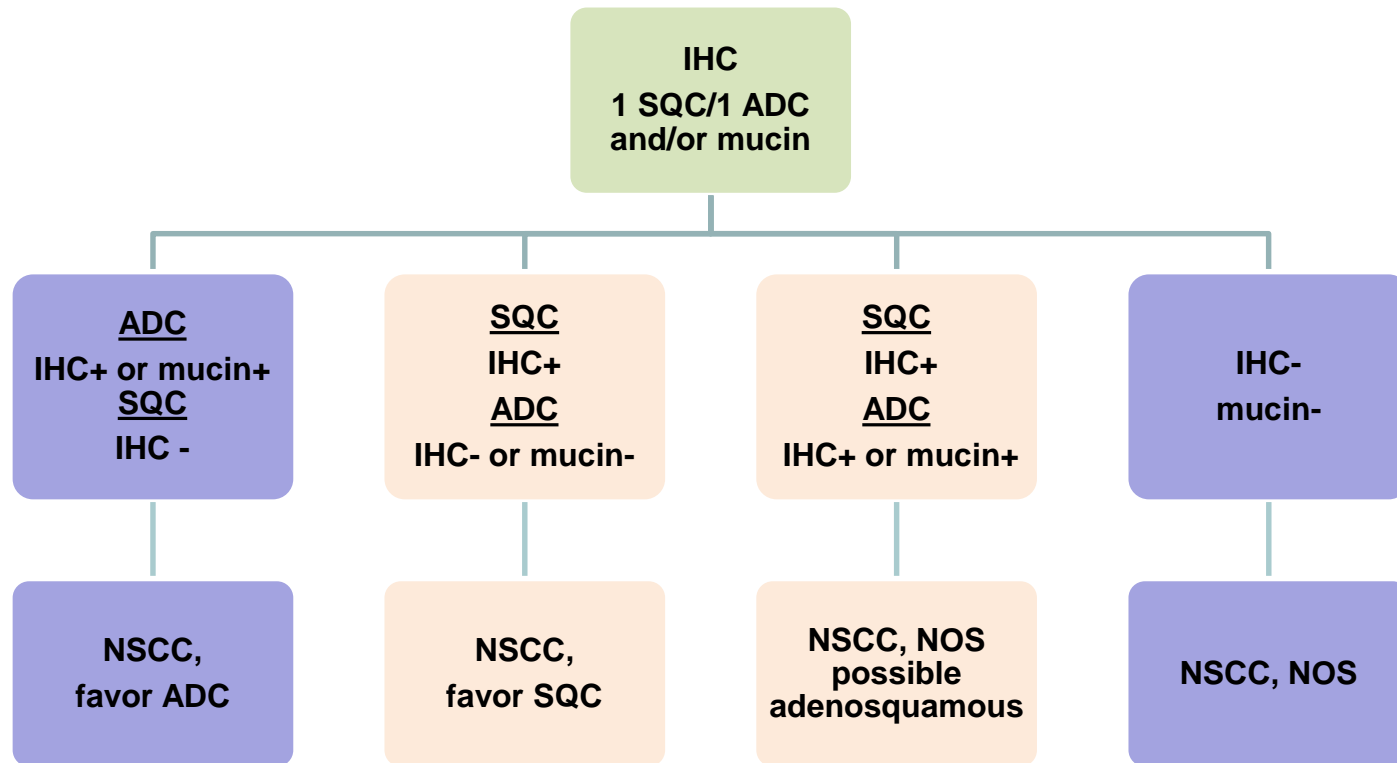 IHC
1 SQC/1 ADC
and/or mucin
ADC
IHC+ or mucin+
SQC
IHC -
SQC
IHC+
ADC
IHC- or mucin-
SQC
IHC+
ADC
IHC+ or mucin+
IHC-
mucin-
NSCC,
favor ADC
NSCC,
favor SQC
NSCC, NOS
possible
adenosquamous
NSCC, NOS